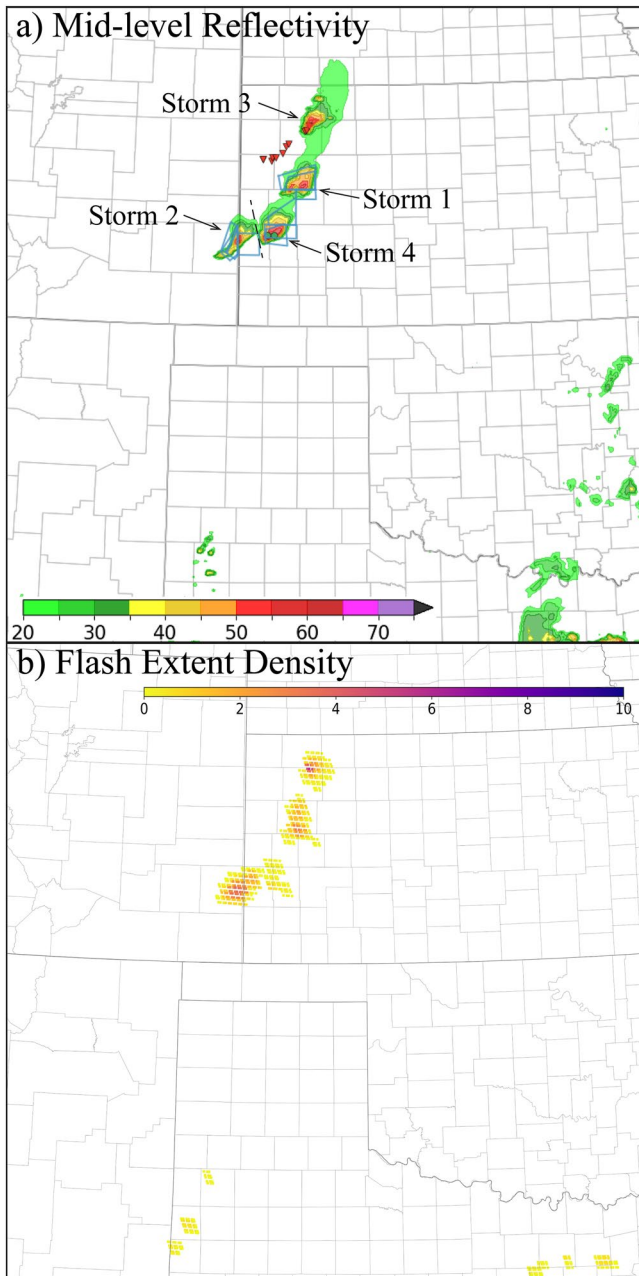 a) Mid-level Reflectivity
Storm 3
Storm 1
Storm 2
Storm 4
20 30 40 50 60 70
b) Flash Extent Density
0 2 4 6 8 10